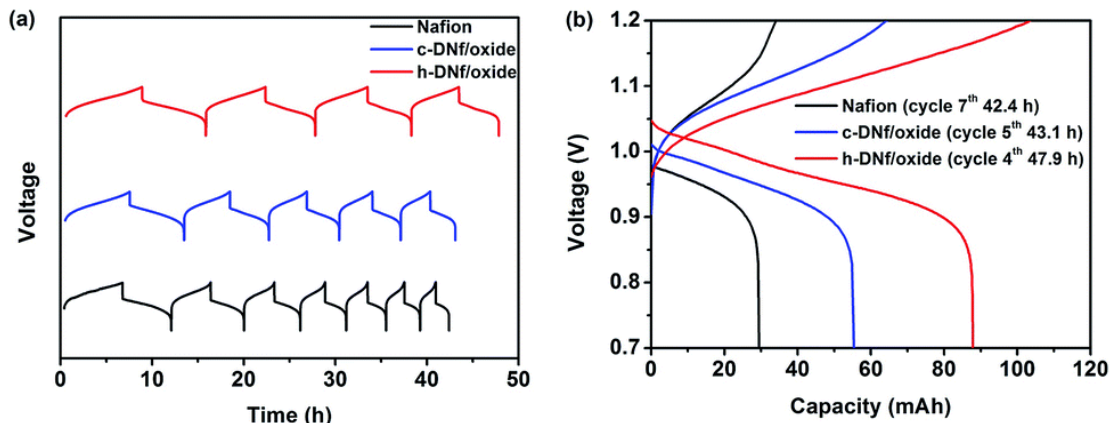 (a)
Nafion
c-DNf/oxide
h-DNf/oxide
Voltage
0
10
20
30
40
50
Time (h)
(b)
1.2
1.1
1.0
0.9
0.8
0.7
Voltage (V)
Nafion (cycle 7th 42.4 h)
c-DNf/oxide (cycle 5th 43.1 h)
h-DNf/oxide (cycle 4th 47.9 h)
0
20
40
60
80
100
120
Capacity (mAh)